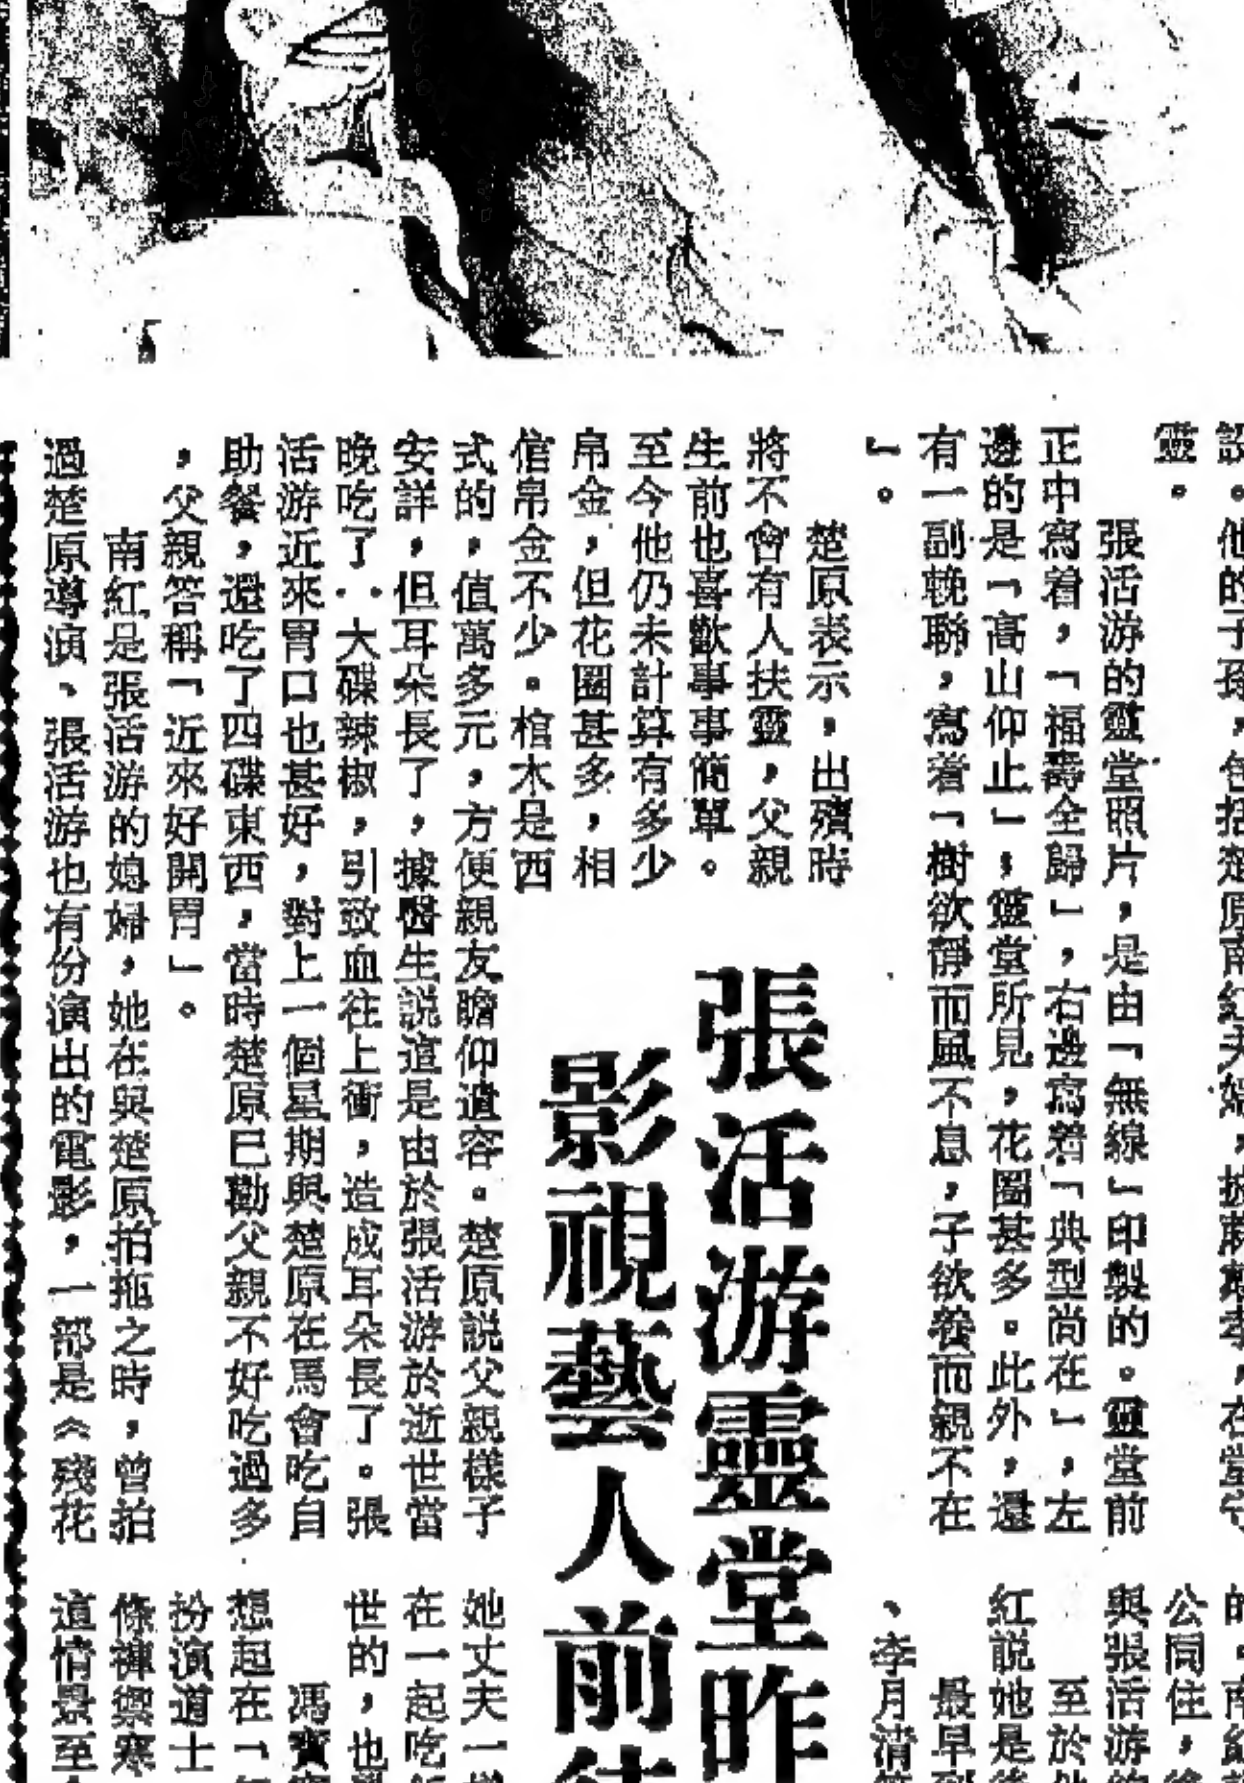 張活游靈堂昨
影視藝人前
設。他的子孫,包括楚原南紅夫婦,披麻戴孝,在堂守
靈。
張活游的靈堂照片,是由「無線」印製的。靈堂前
正中寫着,「福壽全歸」,右邊寫着「典型尚在」,左
邊的是「高山仰止」,靈堂所見,花圈甚多。此外,還
有一副輓聯,寫着「樹欲靜而風不息,子欲養而親不在
」。
楚原表示,出殯時
將不會有人扶靈,父親
生前也喜歡事事簡單。
至今他仍未計算有多少
帛金,但花圈甚多,相
信帛金不少。棺木是西
式的,值萬多元,方便親友瞻仰遺容。楚原説父親樣子
安詳,但耳朵長了,據醫生説這是由於張活游於逝世當
晚吃了··大碟辣椒,引致血往上衝,造成耳朵長了。張
活游近來胃口也甚好,對上一個星期與楚原在馬會吃自
助餐,還吃了四碟東西,當時楚原已勸父親不好吃過多
,父親答稱「近來好開胃」。
南紅是張活游的媳婦,她在與楚原拍拖之時,曾拍
過楚原導演、張活游也有份演出的電影,一部是《殘花
的。南紅
公同住,
與張活游的
至於
紅説她是
最早到
、李月清
她丈夫一樣
在一起吃
世的,也
馮寶
想起在「
扮演道士
條褲禦寒
這情景至